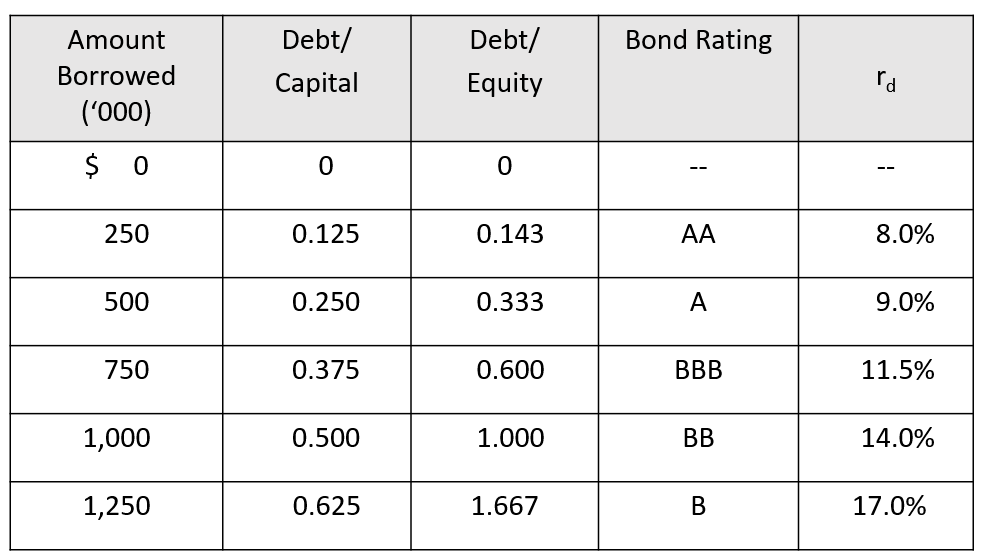 Amount Borrowed (‘000) Debt/ Capital Debt/ Equity Bond Rating rd
$ 0 0 0 -- --
250 0.125 0.143 AA 8.0%
500 0.250 0.333 A 9.0%
750 0.375 0.600 BBB 11.5%
1,000 0.500 1.000 BB 14.0%
1,250 0.625 1.667 B 17.0%